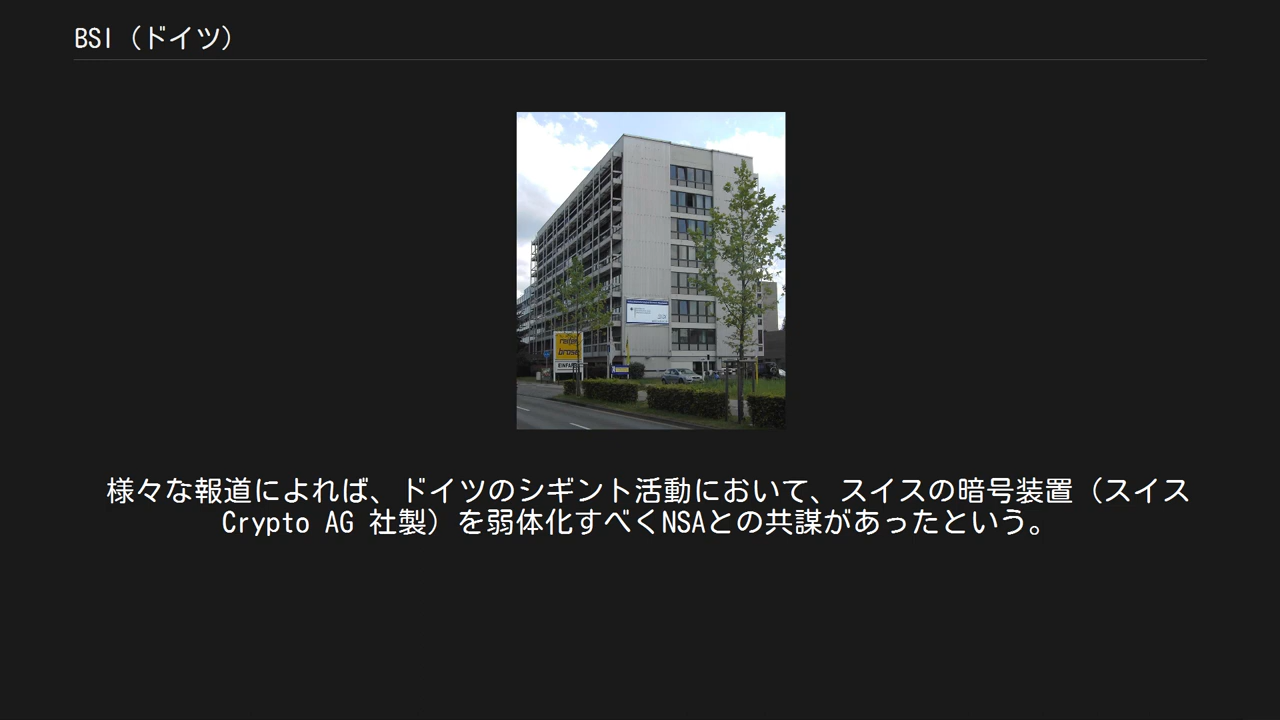 BSI（ドイツ）
様々な報道によれば、ドイツのシギント活動において、スイスの暗号装置（スイス
Crypto AG 社製）を弱体化すべくNSAとの共謀があったという。